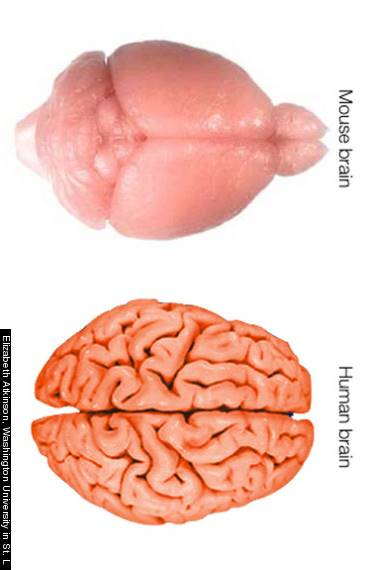 Mouse brain
Human brain
Elizabeth Atkinson, Washington University in St. L